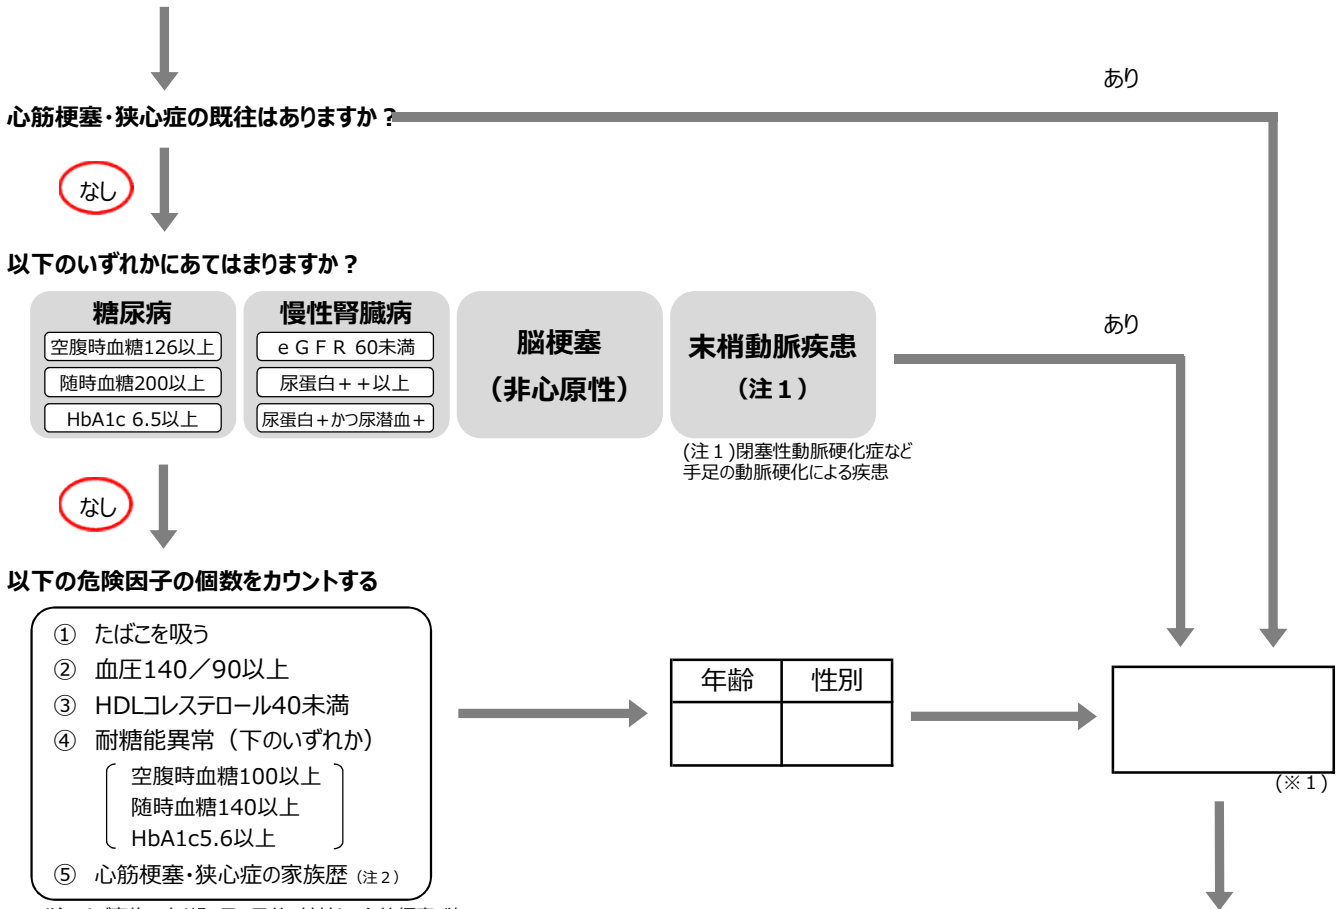 あり
心筋梗塞・狭心症の既往はありますか？
なし
以下のいずれかにあてはまりますか？
糖尿病
空腹時血糖126以上
随時血糖200以上
HbA1c 6.5以上
慢性腎臓病
ｅＧＦＲ 60未満
尿蛋白＋＋以上
尿蛋白＋かつ尿潜血＋
脳梗塞
（非心原性）
末梢動脈疾患
（注１）
あり
(注１)閉塞性動脈硬化症など
手足の動脈硬化による疾患
なし
以下の危険因子の個数をカウントする
① たばこを吸う
② 血圧140／90以上
③ HDLコレステロール40未満
④ 耐糖能異常（下のいずれか）
空腹時血糖100以上
随時血糖140以上
HbA1c5.6以上
⑤ 心筋梗塞・狭心症の家族歴（注２）
年齢 性別
(※１)